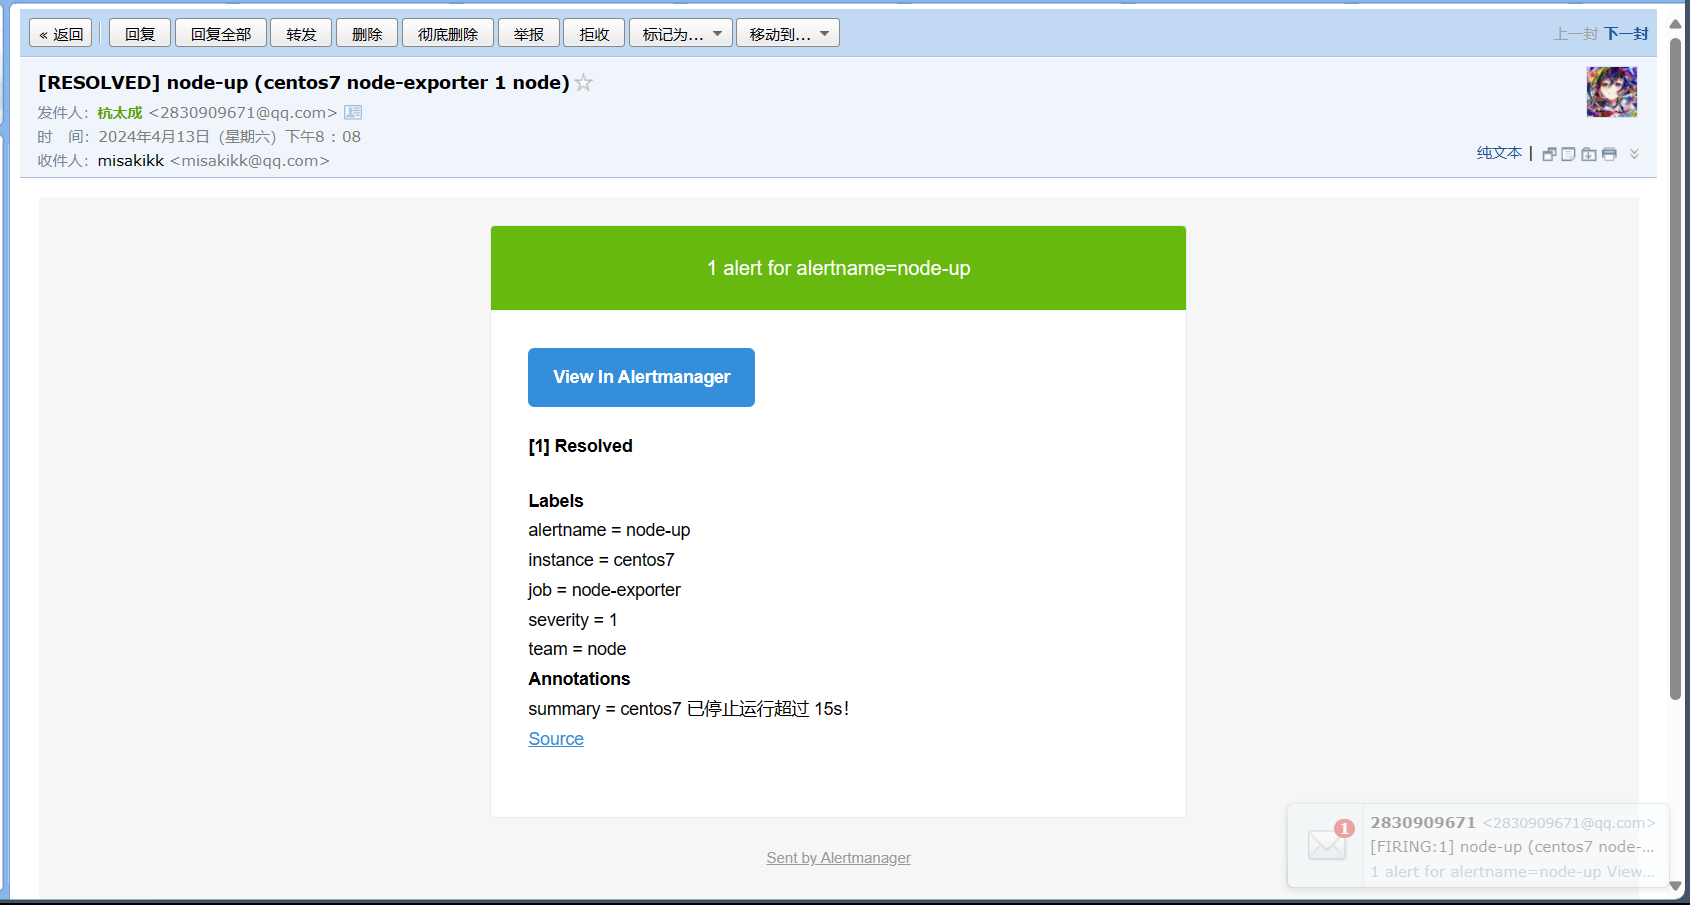 « 返回 回复 回复全部 转发 删除 彻底删除 举报 拒收 标记为... 移动到... 上一封 下一封
[RESOLVED] node-up (centos7 node-exporter 1 node)
发件人：杭太成 <2830909671@qq.com>
时 间：2024年4月13日（星期六）下午8：08
收件人：misakikk <misakikk@qq.com>
纯文本 |
1 alert for alertname=node-up
View In Alertmanager
[1] Resolved
Labels
alertname = node-up
instance = centos7
job = node-exporter
severity = 1
team = node
Annotations
summary = centos7 已停止运行超过 15s！
Source
Sent by Alertmanager
1
2830909671 <2830909671@qq.com>
[FIRING:1] node-up (centos7 node-...
1 alert for alertname=node-up View...